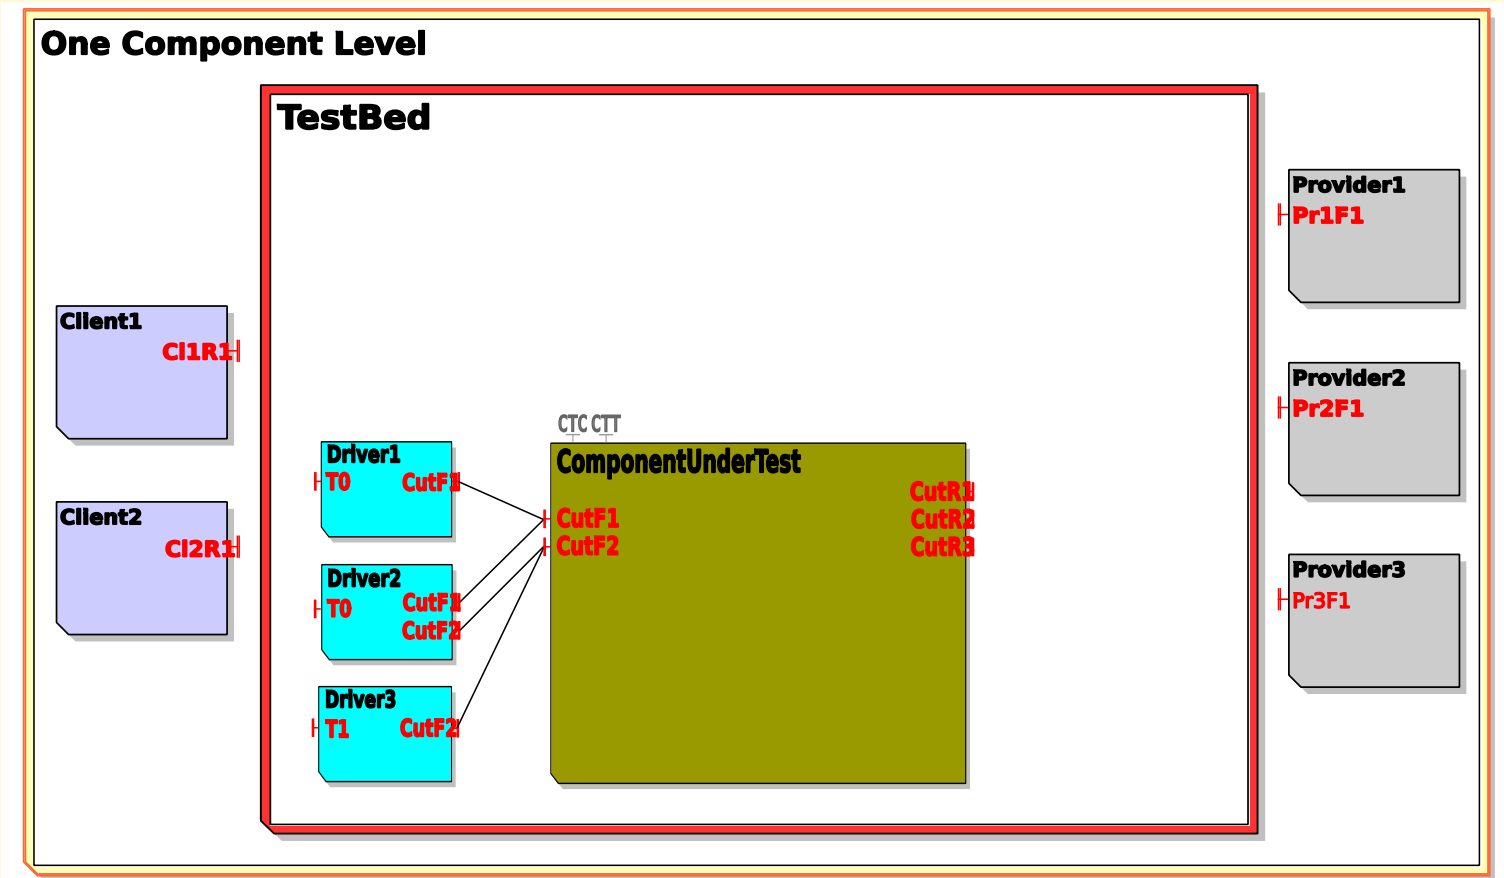 One Component Level
TestBed
Client1
Cl1R1
Client2
Cl2R1
Driver1
T0 CutF1
Driver2
T0 CutF1
CutF2
Driver3
T1 CutF2
CTC CTT
ComponentUnderTest
CutR1
CutF1 CutR2
CutF2 CutR3
Provider1
Pr1F1
Provider2
Pr2F1
Provider3
Pr3F1